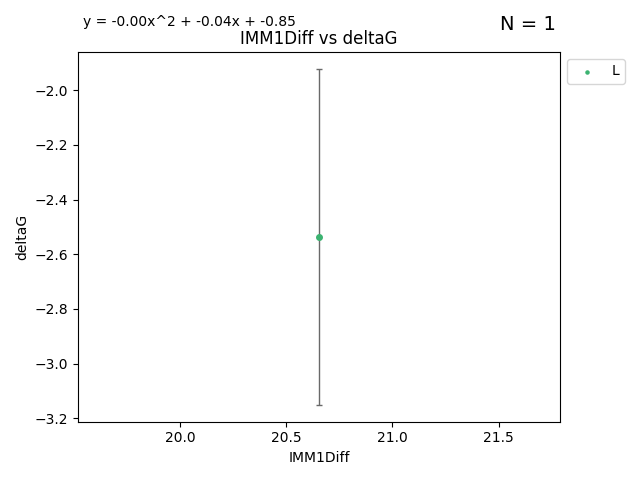 y = -0.00x^2 + -0.04x + -0.85
N = 1
IMM1Diff vs deltaG
L
−2.0
−2.2
−2.4
−2.6
−2.8
−3.0
−3.2
deltaG
20.0 20.5 21.0 21.5
IMM1Diff